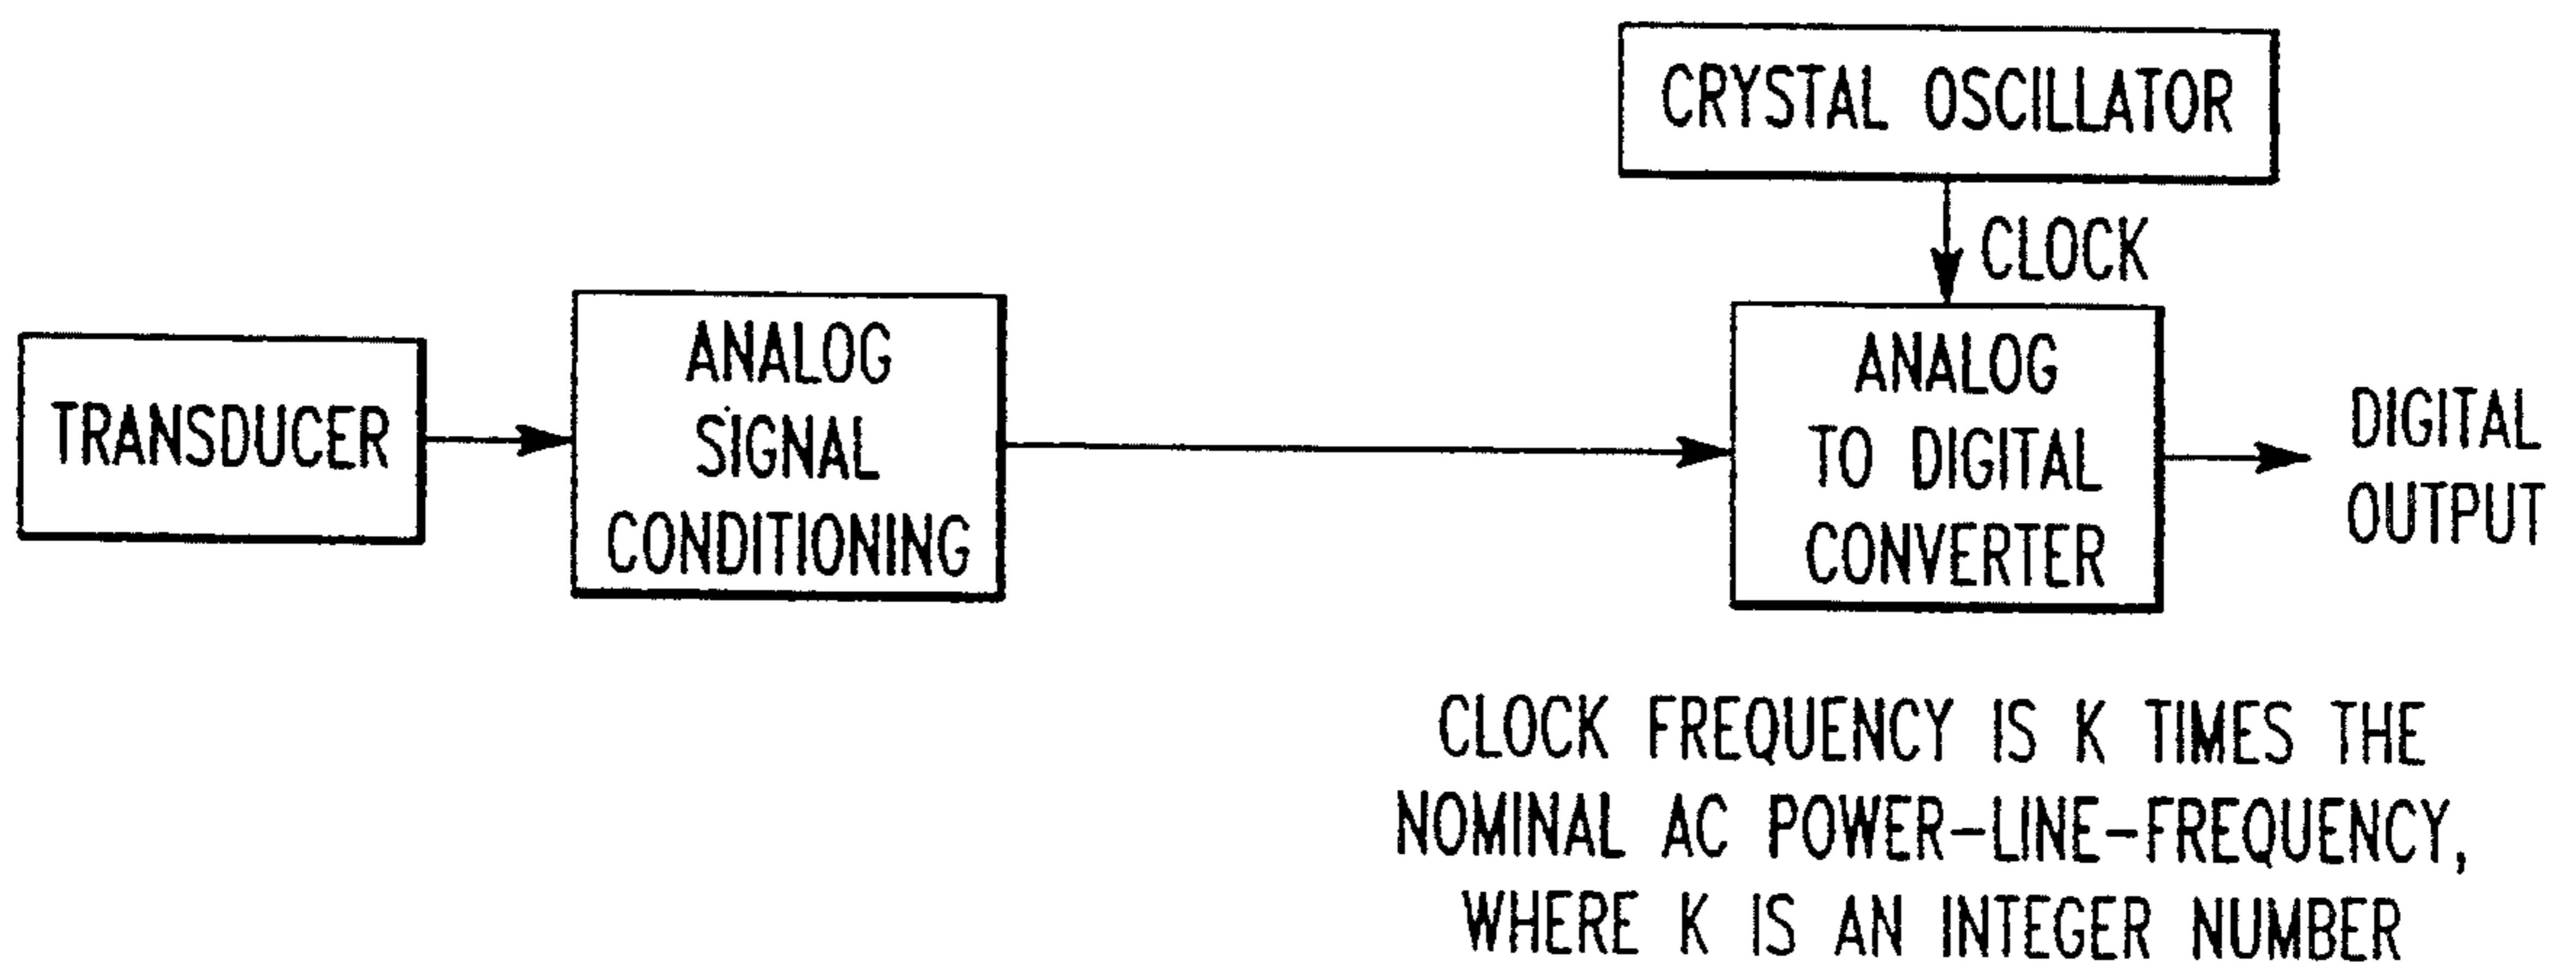 CRYSTAL OSCILLATOR
CLOCK
TRANSDUCER
ANALOG
SIGNAL
CONDITIONING
ANALOG
TO DIGITAL
CONVERTER
DIGITAL
OUTPUT
CLOCK FREQUENCY IS K TIMES THE
NOMINAL AC POWER-LINE-FREQUENCY,
WHERE K IS AN INTEGER NUMBER